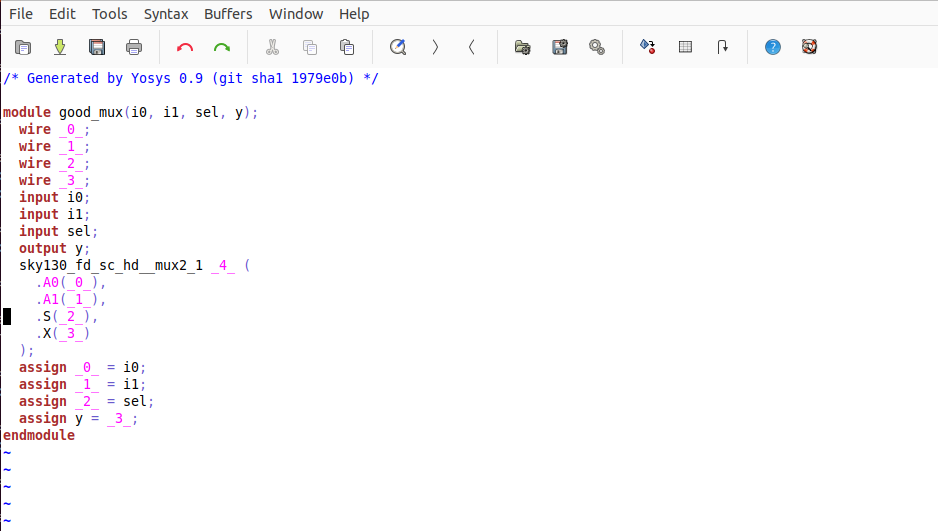 File Edit Tools Syntax Buffers Window Help
/* Generated by Yosys 0.9 (git sha1 1979e0b) */
module good_mux(i0, i1, sel, y);
wire _0_;
wire _1_;
wire _2_;
wire _3_;
input i0;
input i1;
input sel;
output y;
sky130_fd_sc_hd__mux2_1 _4_ (
.A0(_0_),
.A1(_1_),
.S(_2_),
.X(_3_)
);
assign _0_ = i0;
assign _1_ = i1;
assign _2_ = sel;
assign y = _3_;
endmodule
~
~
~
~
~